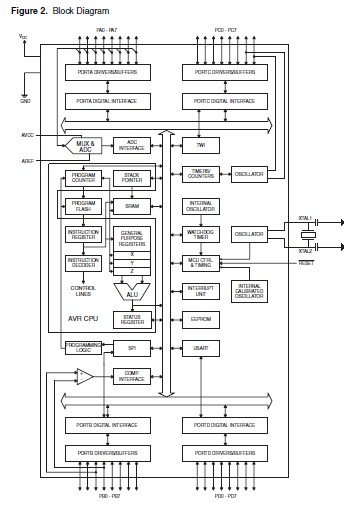 Figure 2. Block Diagram
PA0 - PA7
PC0 - PC7
VCC
PORTA DRIVERS/BUFFERS
PORTC DRIVERS/BUFFERS
GND
PORTA DIGITAL INTERFACE
PORTC DIGITAL INTERFACE
AVCC
MUX &
ADC
ADC
INTERFACE
TWI
AREF
PROGRAM
COUNTER
STACK
POINTER
TIMERS/
COUNTERS
OSCILLATOR
PROGRAM
FLASH
SRAM
INTERNAL
OSCILLATOR
XTAL1
INSTRUCTION
REGISTER
GENERAL
PURPOSE
REGISTERS
WATCHDOG
TIMER
OSCILLATOR
X
XTAL2
INSTRUCTION
DECODER
Y
MCU CTRL.
& TIMING
RESET
Z
CONTROL
LINES
ALU
INTERRUPT
UNIT
INTERNAL
CALIBRATED
OSCILLATOR
AVR CPU
STATUS
REGISTER
EEPROM
PROGRAMMING
LOGIC
SPI
USART
+
-
COMP.
INTERFACE
PORTB DIGITAL INTERFACE
PORTD DIGITAL INTERFACE
PORTB DRIVERS/BUFFERS
PORTD DRIVERS/BUFFERS
PB0 - PB7
PD0 - PD7